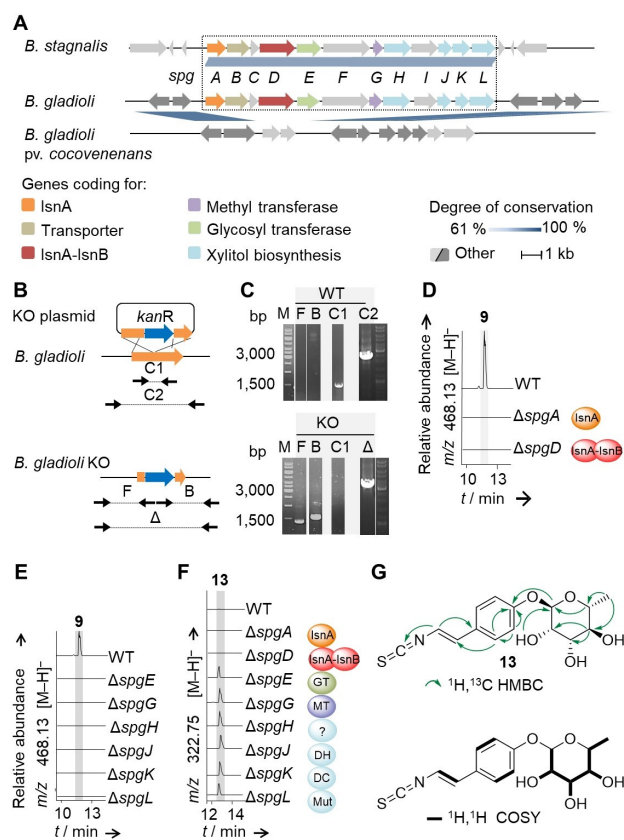 A
B. stagnalis
spg A B C D E F G H I J K L
B. gladioli
B. gladioli
pv. cocovenenans
Genes coding for:
IsnA
Transporter
IsnA-IsnB
Methyl transferase
Glycosyl transferase
Xylitol biosynthesis
Degree of conservation
61 % 100 %
Other 1 kb
B
KO plasmid
kanR
B. gladioli
C1
C2
B. gladioli KO
F B
Δ
C
WT
bp M F B C1 C2
3,000
1,500
KO
bp M F B C1 Δ
3,000
1,500
D
9
Relative abundance
m/z 468.13 [M–H]⁻
WT
ΔspgA IsnA
ΔspgD IsnA-IsnB
10 13
t / min
E
9
Relative abundance
m/z 468.13 [M–H]⁻
WT
ΔspgE
ΔspgG
ΔspgH
ΔspgJ
ΔspgK
ΔspgL
10 13
t / min
F
13
m/z 322.75 [M–H]⁻
WT
ΔspgA IsnA
ΔspgD IsnA-IsnB
ΔspgE GT
ΔspgG MT
ΔspgH ?
ΔspgJ DH
ΔspgK DC
ΔspgL Mut
12 14
t / min
G
S=C=N
O
O
HO
OH
OH
13
¹H,¹³C HMBC
S=C=N
O
O
HO
OH
OH
¹H,¹H COSY